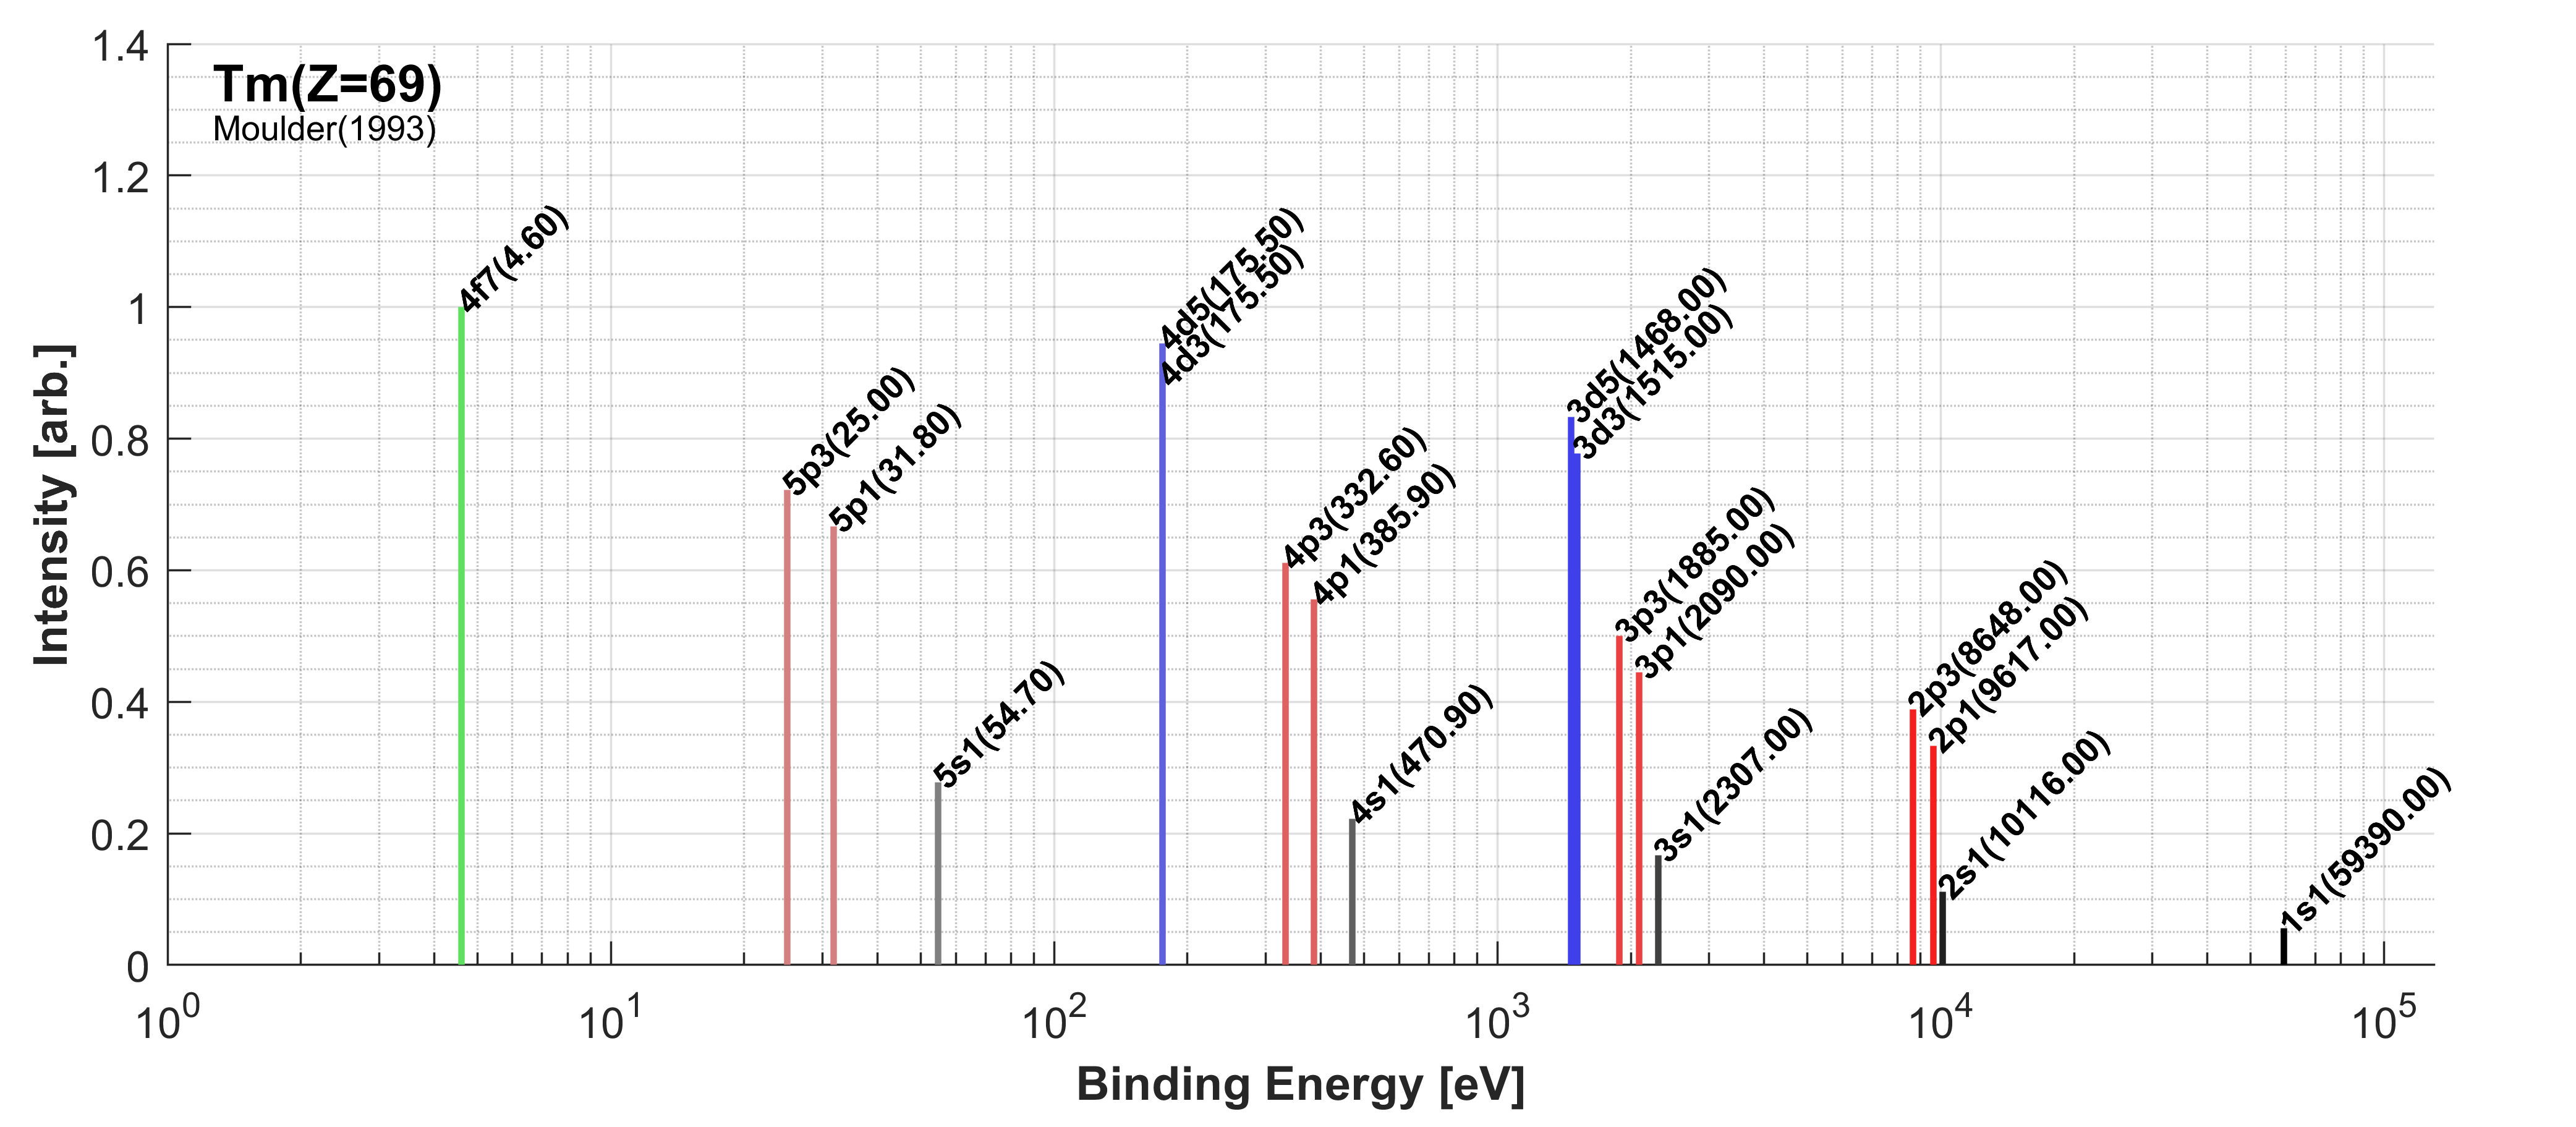 Tm(Z=69)
Moulder(1993)
Intensity [arb.]
1.4
1.2
1
0.8
0.6
0.4
0.2
0
4f7(4.60)
5p3(25.00)
5p1(31.80)
5s1(54.70)
4d5(175.50)
4d3(175.50)
4p3(332.60)
4p1(385.90)
4s1(470.90)
3d5(1468.00)
3d3(1515.00)
3p3(1885.00)
3p1(2090.00)
3s1(2307.00)
2p3(8648.00)
2p1(9617.00)
2s1(10116.00)
1s1(59390.00)
10^0 10^1 10^2 10^3 10^4 10^5
Binding Energy [eV]